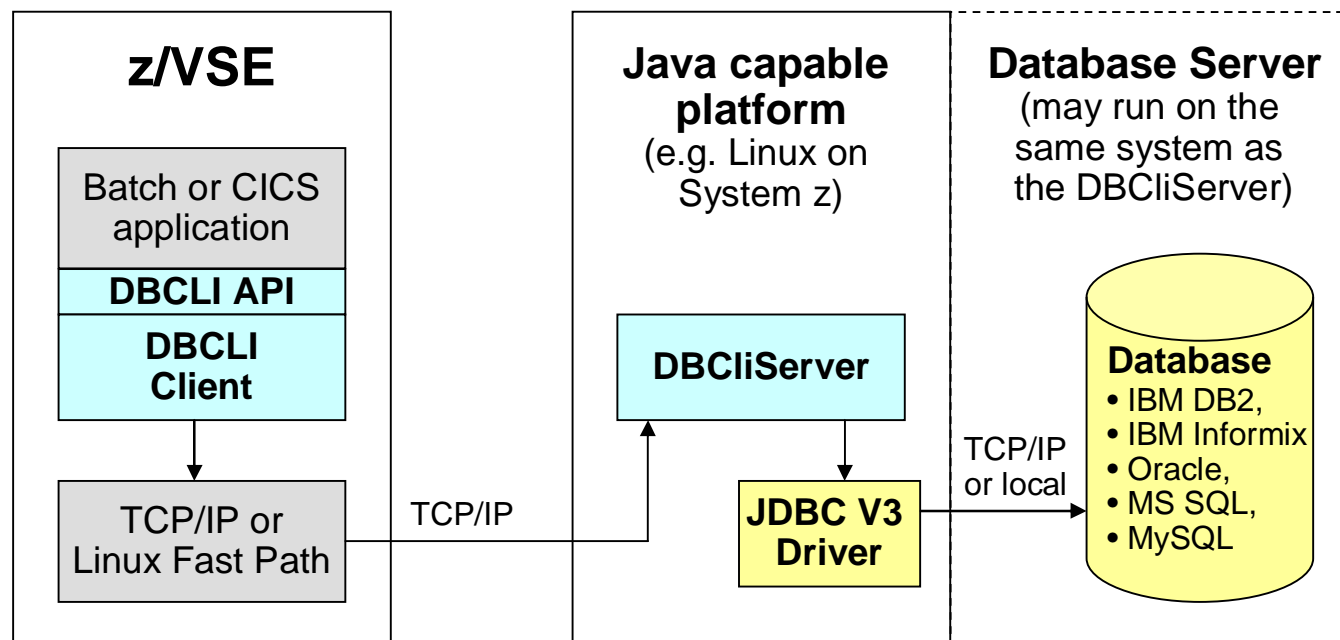 z/VSE
Batch or CICS
application
DBCLI API
DBCLI
Client
TCP/IP or
Linux Fast Path
TCP/IP
Java capable
platform
(e.g. Linux on
System z)
DBCliServer
JDBC V3
Driver
TCP/IP
or local
Database Server
(may run on the
same system as
the DBCliServer)
Database
• IBM DB2,
• IBM Informix
• Oracle,
• MS SQL,
• MySQL